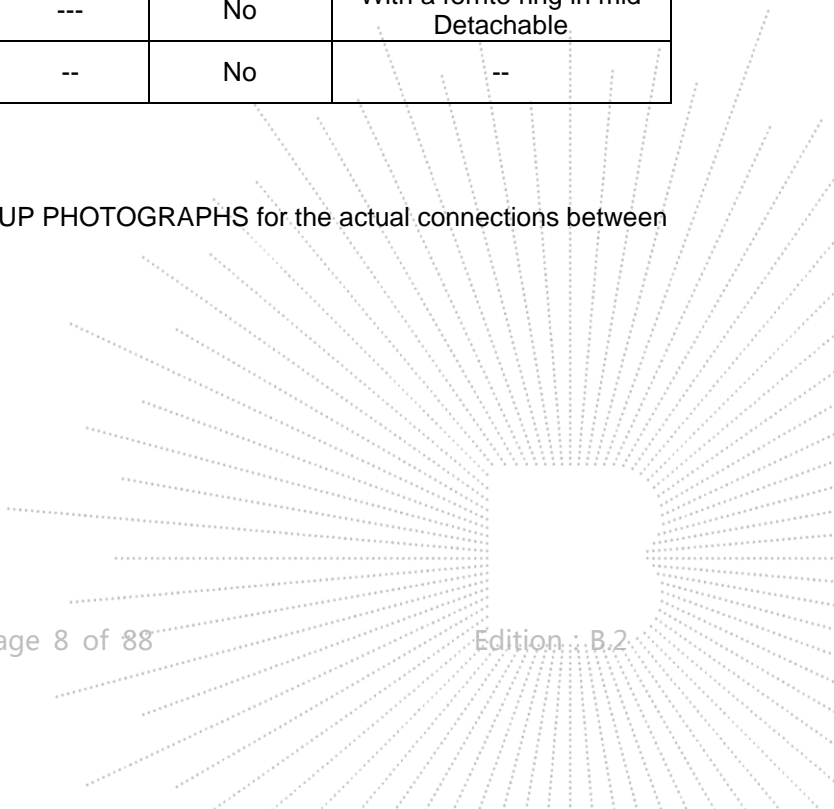 --- No With a ferrite ring in mid
Detachable
-- No --
UP PHOTOGRAPHS for the actual connections between
age 8 of 88 Edition : B.2